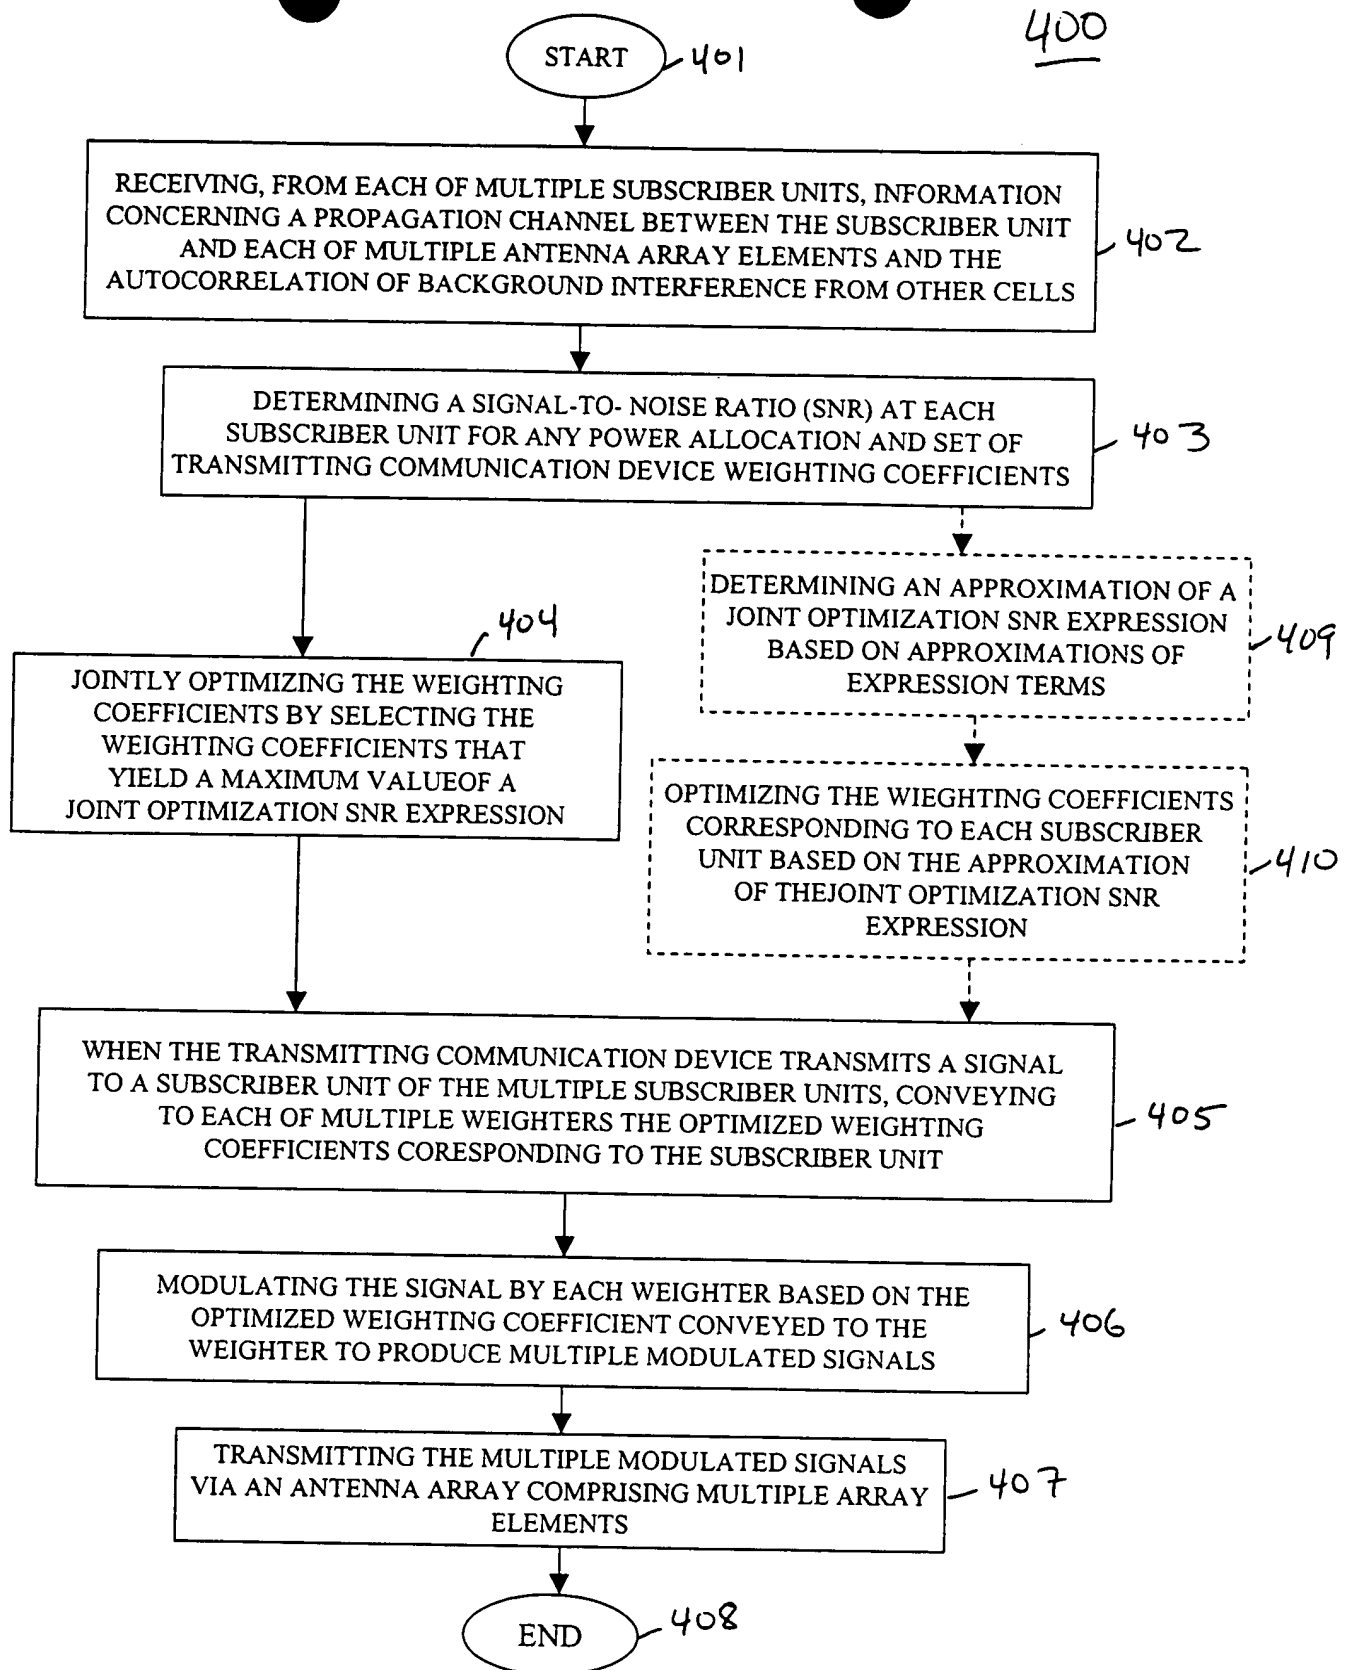 400
START
401
RECEIVING, FROM EACH OF MULTIPLE SUBSCRIBER UNITS, INFORMATION
CONCERNING A PROPAGATION CHANNEL BETWEEN THE SUBSCRIBER UNIT
AND EACH OF MULTIPLE ANTENNA ARRAY ELEMENTS AND THE
AUTOCORRELATION OF BACKGROUND INTERFERENCE FROM OTHER CELLS
402
DETERMINING A SIGNAL-TO- NOISE RATIO (SNR) AT EACH
SUBSCRIBER UNIT FOR ANY POWER ALLOCATION AND SET OF
TRANSMITTING COMMUNICATION DEVICE WEIGHTING COEFFICIENTS
403
404
JOINTLY OPTIMIZING THE WEIGHTING
COEFFICIENTS BY SELECTING THE
WEIGHTING COEFFICIENTS THAT
YIELD A MAXIMUM VALUEOF A
JOINT OPTIMIZATION SNR EXPRESSION
DETERMINING AN APPROXIMATION OF A
JOINT OPTIMIZATION SNR EXPRESSION
BASED ON APPROXIMATIONS OF
EXPRESSION TERMS
409
OPTIMIZING THE WIEGHTING COEFFICIENTS
CORRESPONDING TO EACH SUBSCRIBER
UNIT BASED ON THE APPROXIMATION
OF THEJOINT OPTIMIZATION SNR
EXPRESSION
410
WHEN THE TRANSMITTING COMMUNICATION DEVICE TRANSMITS A SIGNAL
TO A SUBSCRIBER UNIT OF THE MULTIPLE SUBSCRIBER UNITS, CONVEYING
TO EACH OF MULTIPLE WEIGHTERS THE OPTIMIZED WEIGHTING
COEFFICIENTS CORESPONDING TO THE SUBSCRIBER UNIT
405
MODULATING THE SIGNAL BY EACH WEIGHTER BASED ON THE
OPTIMIZED WEIGHTING COEFFICIENT CONVEYED TO THE
WEIGHTER TO PRODUCE MULTIPLE MODULATED SIGNALS
406
TRANSMITTING THE MULTIPLE MODULATED SIGNALS
VIA AN ANTENNA ARRAY COMPRISING MULTIPLE ARRAY
ELEMENTS
407
END
408